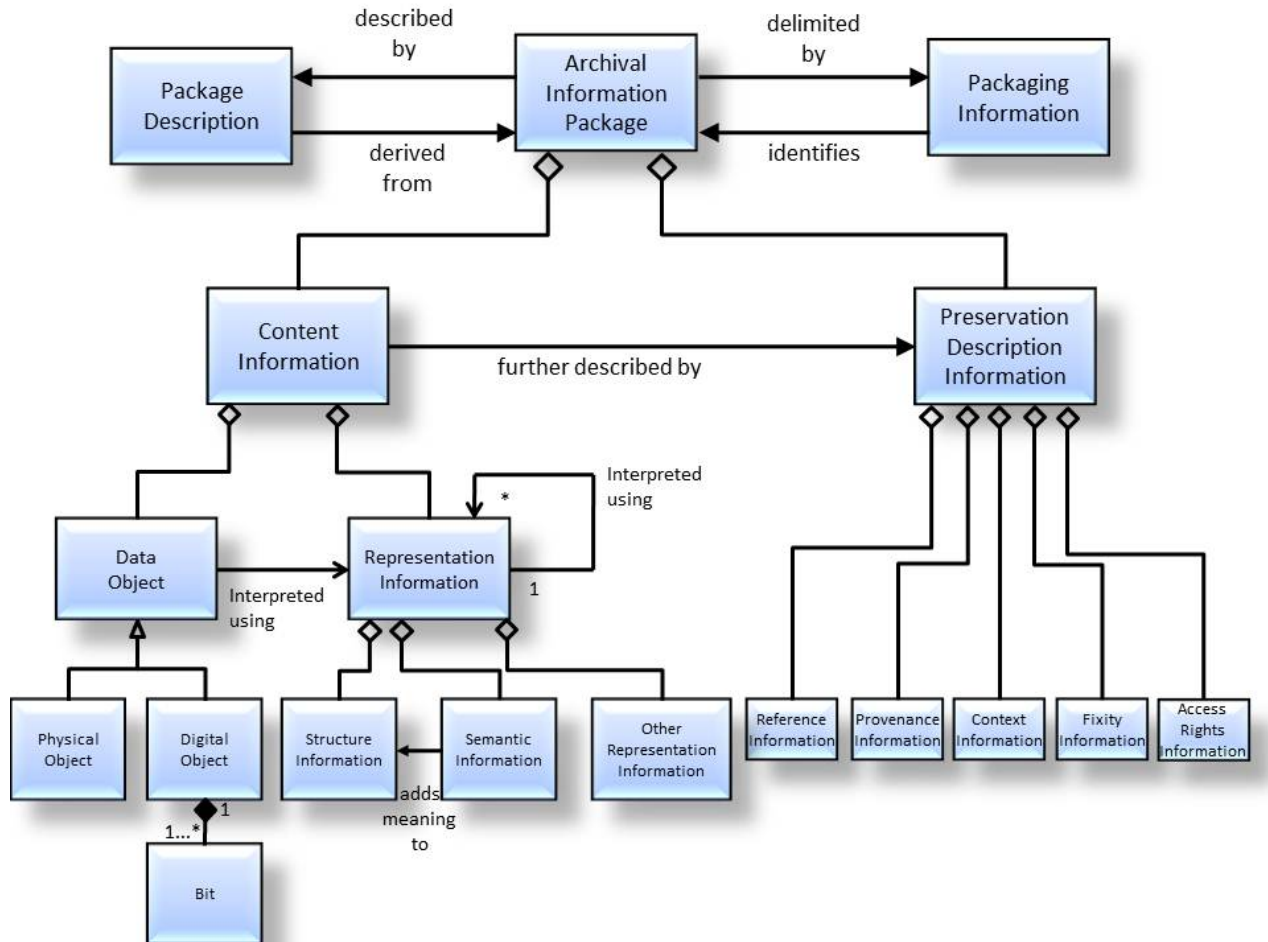 described
by
delimited
by
Package
Description
Archival
Information
Package
Packaging
Information
derived
from
identifies
Content
Information
further described by
Preservation
Description
Information
Interpreted
using
*
Data
Object
Representation
Information
1
Interpreted
using
Physical
Object
Digital
Object
Structure
Information
Semantic
Information
Other
Representation
Information
Reference
Information
Provenance
Information
Context
Information
Fixity
Information
Access
Rights
Information
adds
meaning
to
1
1...*
Bit